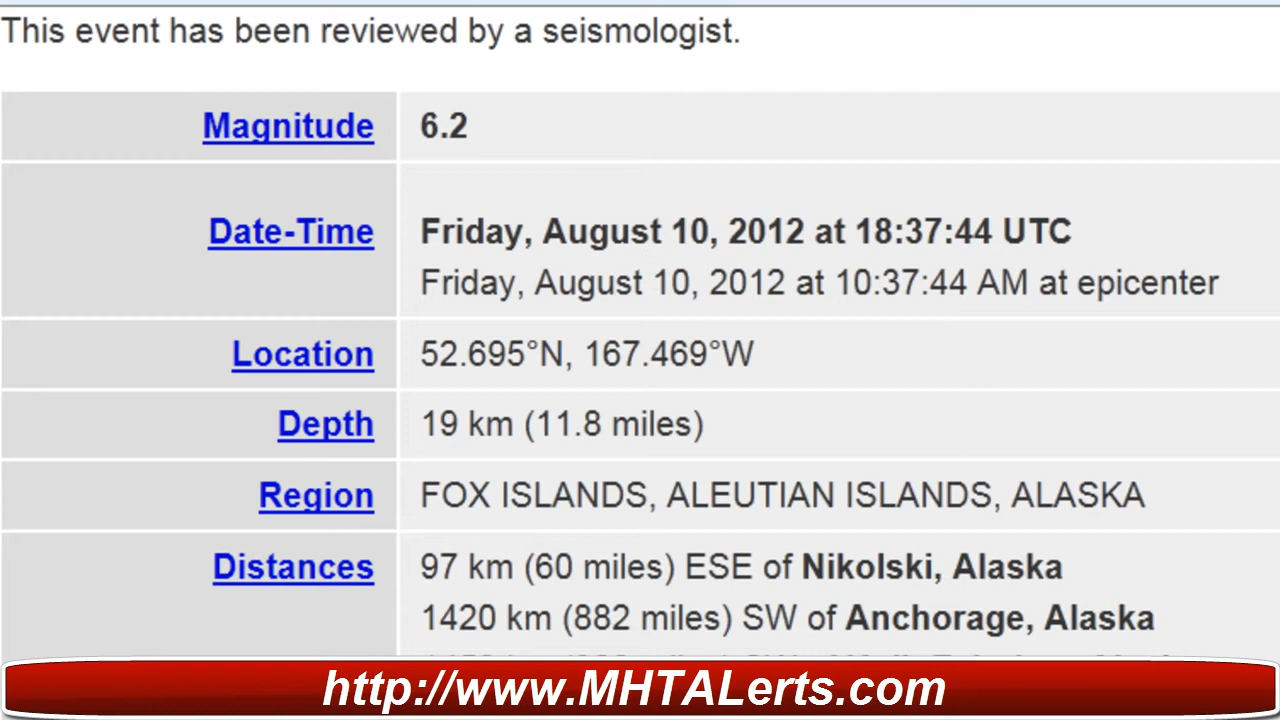 This event has been reviewed by a seismologist.
Magnitude 6.2
Date-Time Friday, August 10, 2012 at 18:37:44 UTC
Friday, August 10, 2012 at 10:37:44 AM at epicenter
Location 52.695°N, 167.469°W
Depth 19 km (11.8 miles)
Region FOX ISLANDS, ALEUTIAN ISLANDS, ALASKA
Distances 97 km (60 miles) ESE of Nikolski, Alaska
1420 km (882 miles) SW of Anchorage, Alaska
http://www.MHTALerts.com